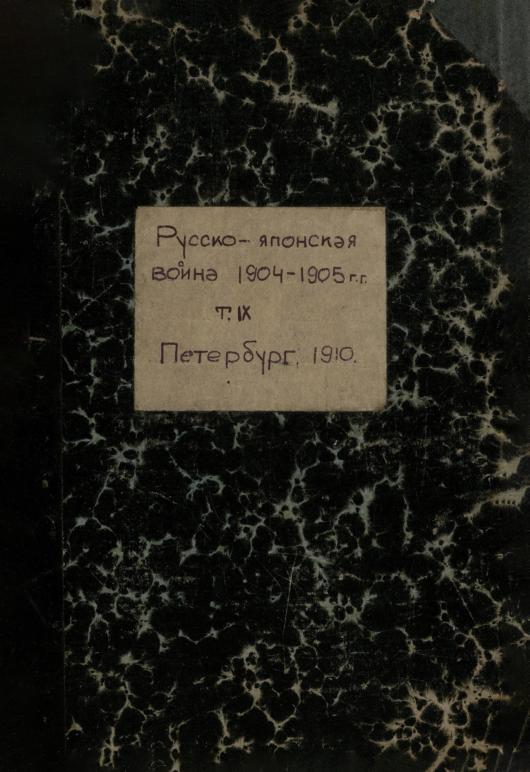 Русско-японская
война 1904-1905 г.г.
т. IX
Петербург, 1910.